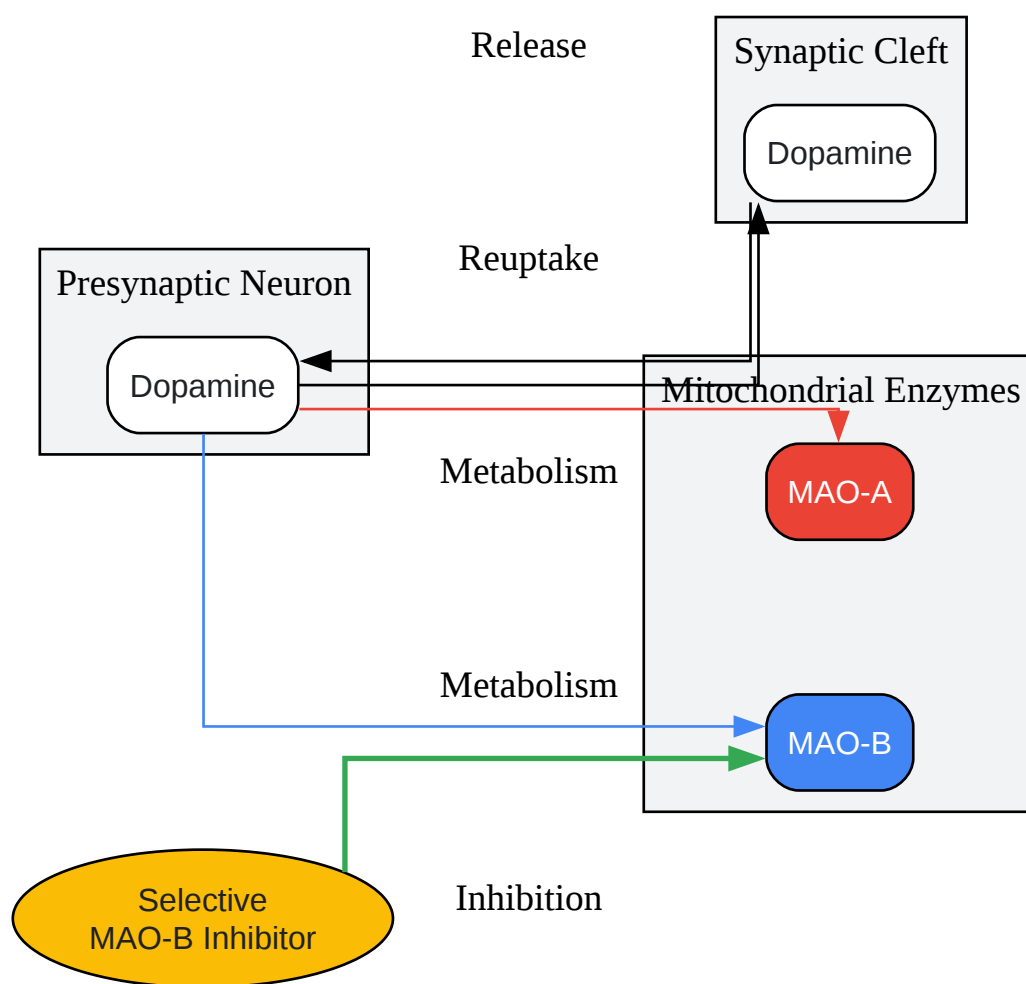 Release
Synaptic Cleft
Dopamine
Reuptake
Presynaptic Neuron
Dopamine
Mitochondrial Enzymes
Metabolism
MAO-A
Metabolism
MAO-B
Selective
MAO-B Inhibitor
Inhibition